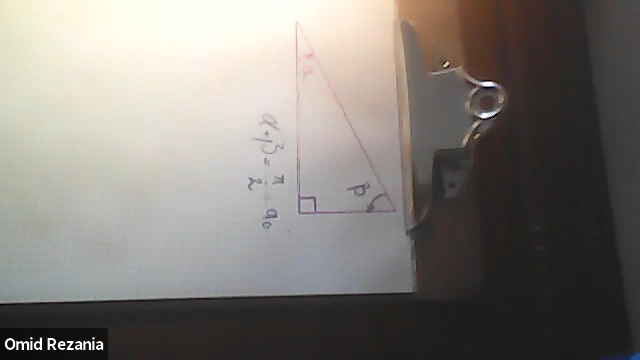 α
β
α + β = π/2 = 90
Omid Rezania